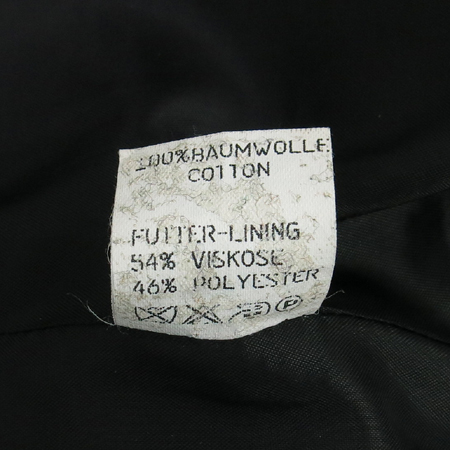 100%BAUMWOLLE
COTTON
FUTTER-LINING
54% VISKOSE
46% POLYESTER
P